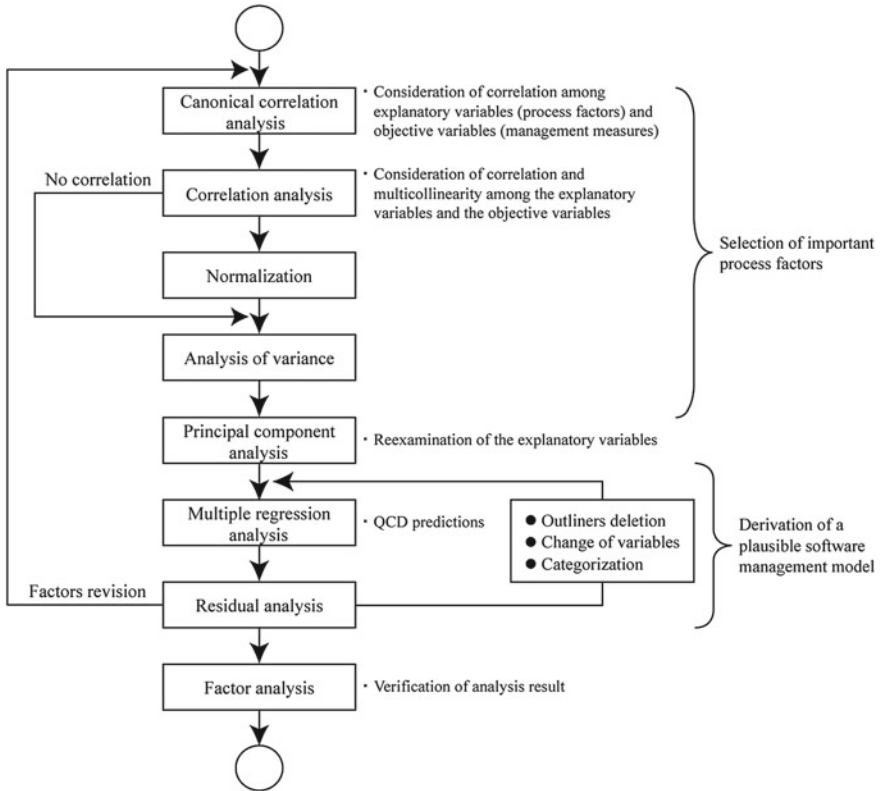 Canonical correlation
analysis
・Consideration of correlation among
explanatory variables (process factors) and
objective variables (management measures)
No correlation
Correlation analysis
・Consideration of correlation and
multicollinearity among the explanatory
variables and the objective variables
Selection of important
process factors
Normalization
Analysis of variance
Principal component
analysis
・Reexamination of the explanatory variables
Multiple regression
analysis
・QCD predictions
● Outliners deletion
● Change of variables
● Categorization
Derivation of a
plausible software
management model
Factors revision
Residual analysis
Factor analysis
・Verification of analysis result